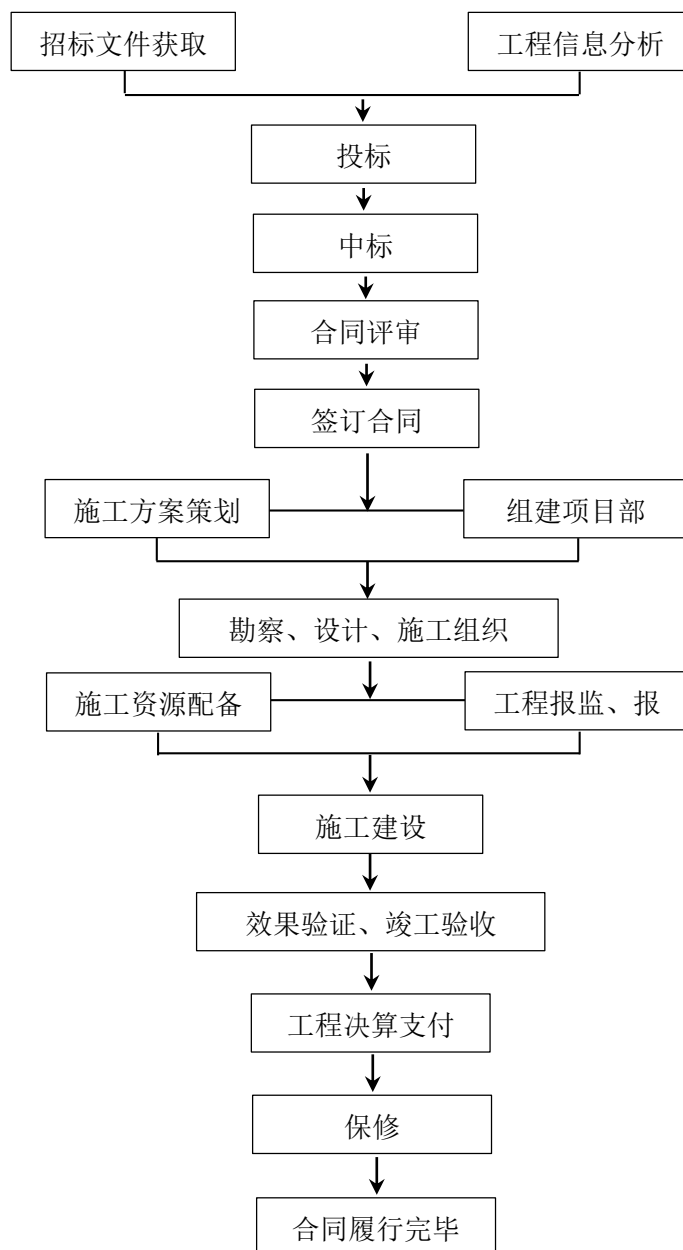 招标文件获取
工程信息分析
投标
中标
合同评审
签订合同
施工方案策划
组建项目部
勘察、设计、施工组织
施工资源配备
工程报监、报
施工建设
效果验证、竣工验收
工程决算支付
保修
合同履行完毕